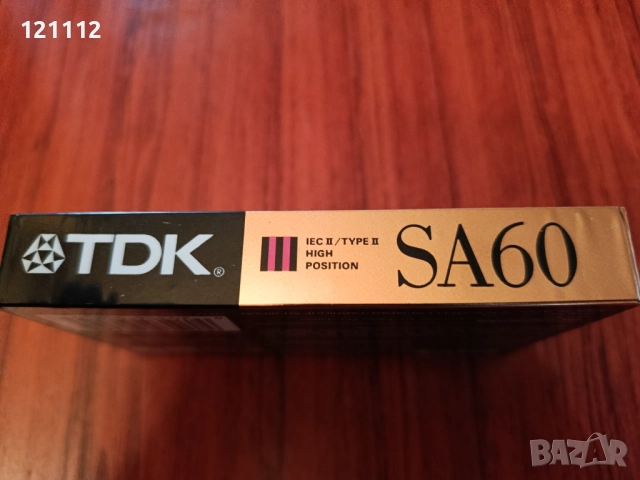 121112
TDK®
IEC II/TYPE II
HIGH
POSITION
SA60
BAZAR